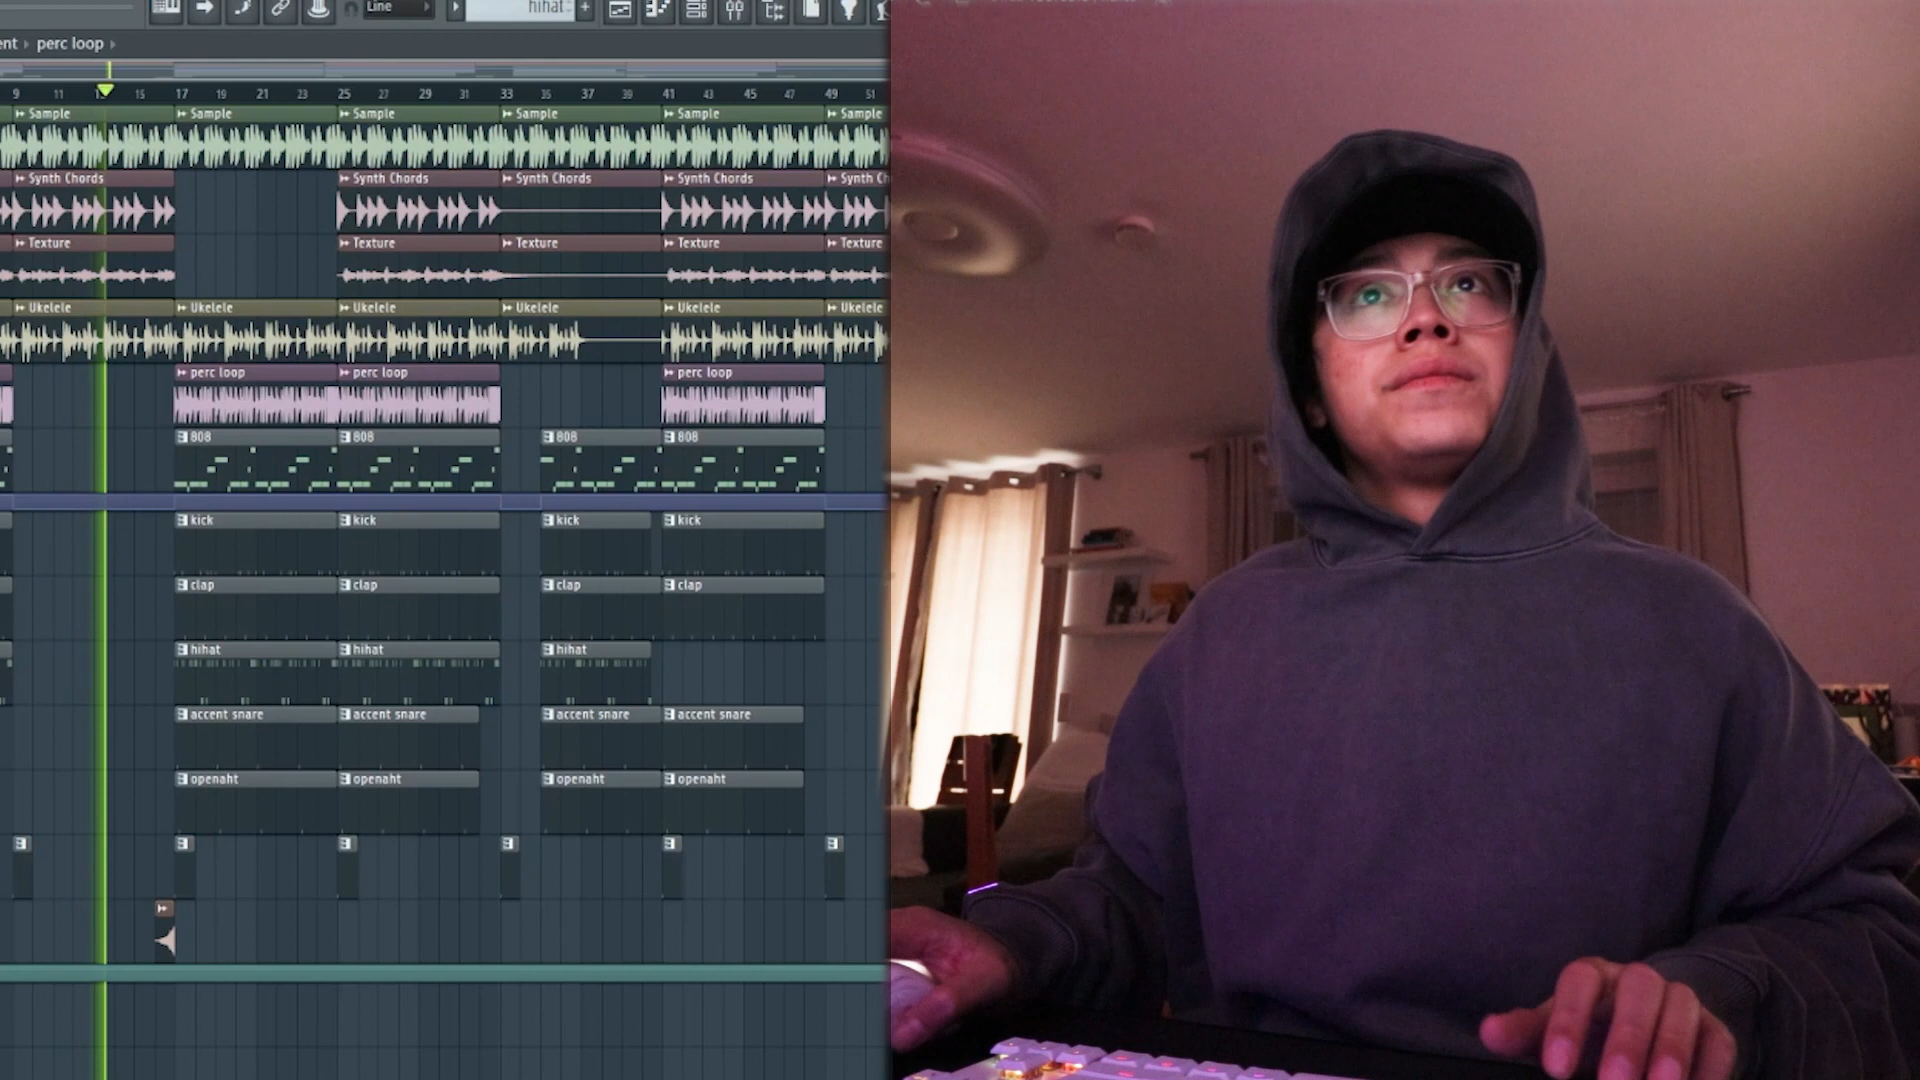 Line
hihat
ent › perc loop ›
9 11 13 15 17 19 21 23 25 27 29 31 33 35 37 39 41 43 45 47 49 51
Sample Sample Sample Sample Sample Sample
Synth Chords Synth Chords Synth Chords Synth Chords Synth Ch
Texture Texture Texture Texture Texture
Ukelele Ukelele Ukelele Ukelele Ukelele Ukelele
perc loop perc loop perc loop
808 808 808 808
kick kick kick kick
clap clap clap clap
hihat hihat hihat
accent snare accent snare accent snare accent snare
openaht openaht openaht openaht